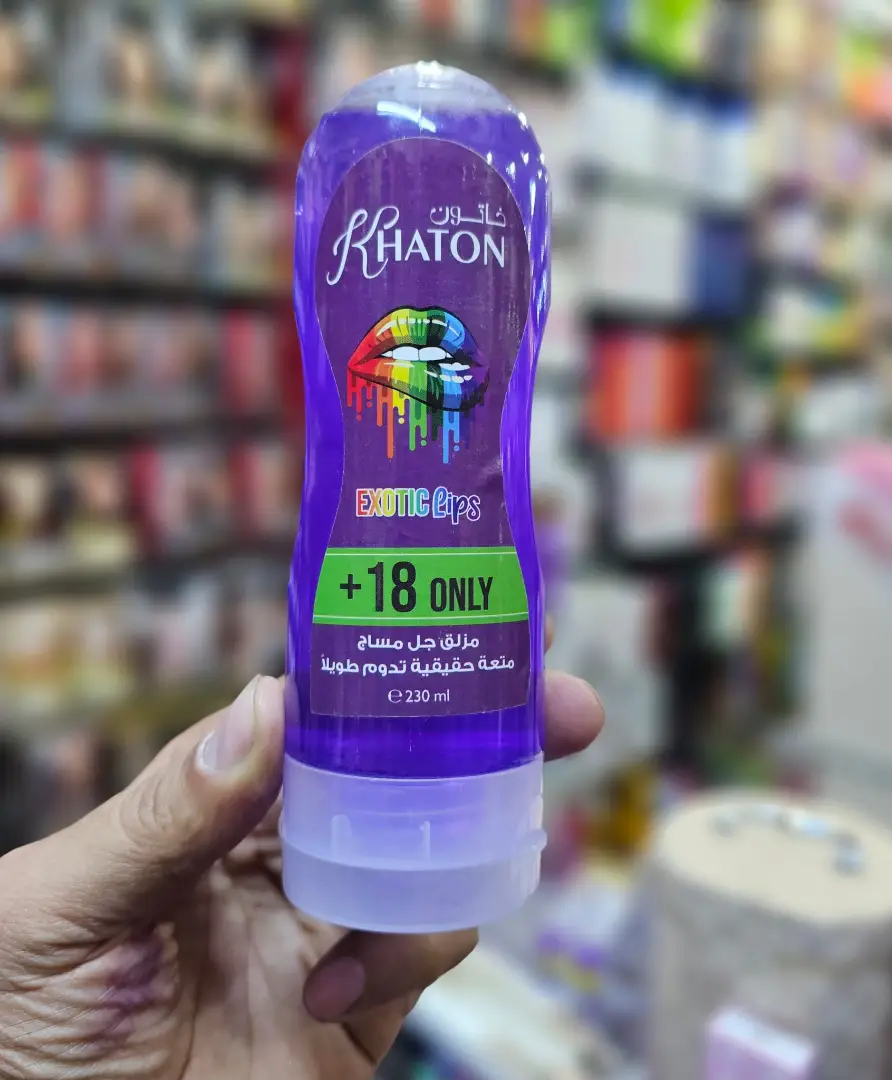 خاتون
KHATON
EXOTIC Lips
+18 ONLY
مزلق جل مساج
متعة حقيقية تدوم طويلاً
℮ 230 ml